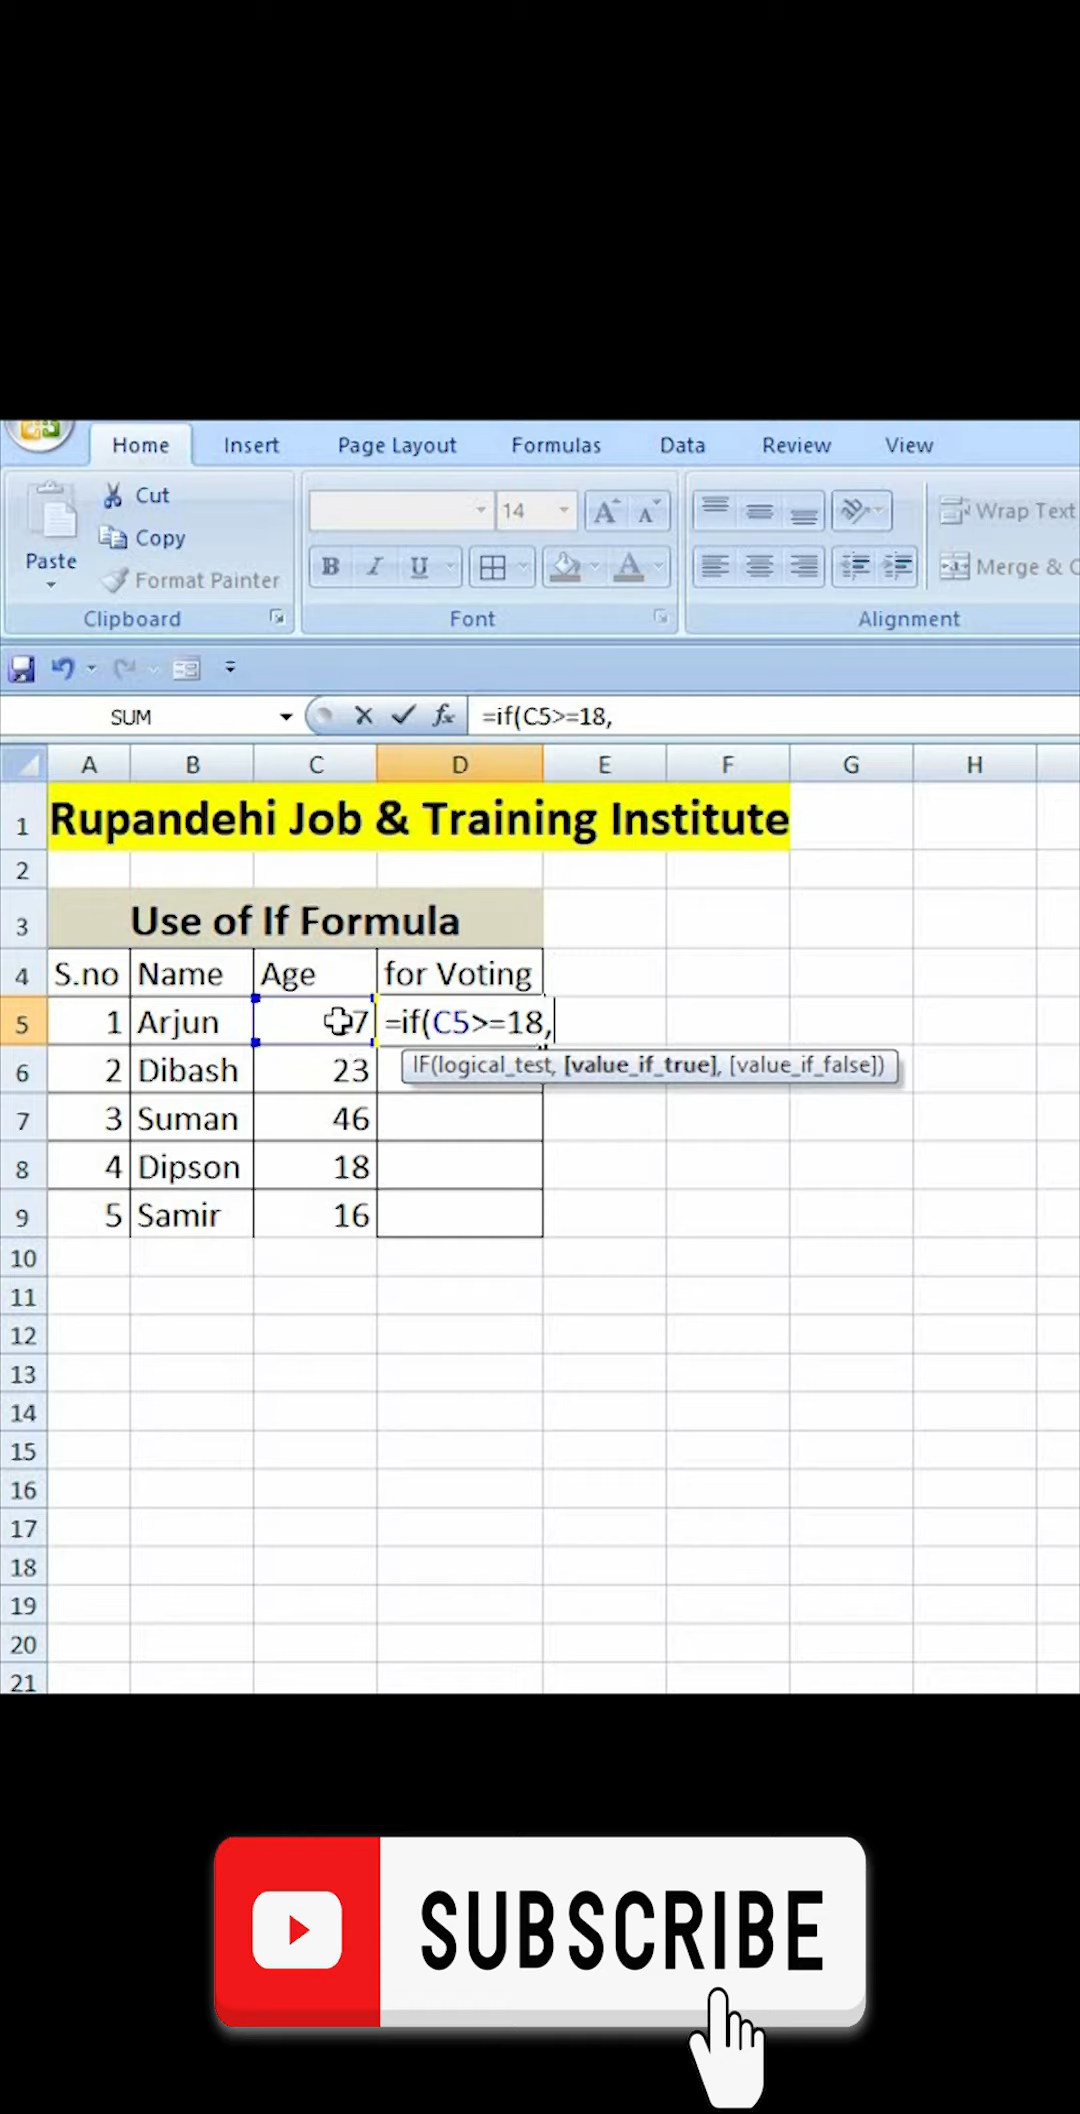 Home Insert Page Layout Formulas Data Review View
Cut
Copy
Paste
Format Painter
Clipboard
14
A A
B I U
A
Font
Wrap Text
Merge &
Alignment
SUM
fx =if(C5>=18,
A B C D E F G H
1 Rupandehi Job & Training Institute
2
3 Use of If Formula
4 S.no Name Age for Voting
5 1 Arjun 7 =if(C5>=18,
IF(logical_test, [value_if_true], [value_if_false])
6 2 Dibash 23
7 3 Suman 46
8 4 Dipson 18
9 5 Samir 16
10
11
12
13
14
15
16
17
18
19
20
21
SUBSCRIBE